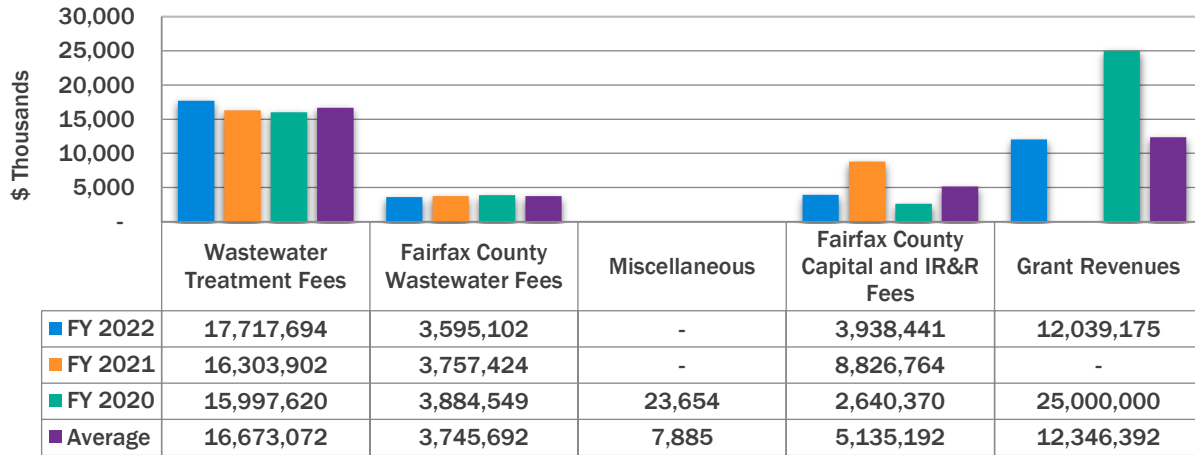 30,000
25,000
20,000
15,000
10,000
5,000
-
$ Thousands
Wastewater Treatment Fees
Fairfax County Wastewater Fees
Miscellaneous
Fairfax County Capital and IR&R Fees
Grant Revenues
FY 2022 17,717,694 3,595,102 - 3,938,441 12,039,175
FY 2021 16,303,902 3,757,424 - 8,826,764 -
FY 2020 15,997,620 3,884,549 23,654 2,640,370 25,000,000
Average 16,673,072 3,745,692 7,885 5,135,192 12,346,392